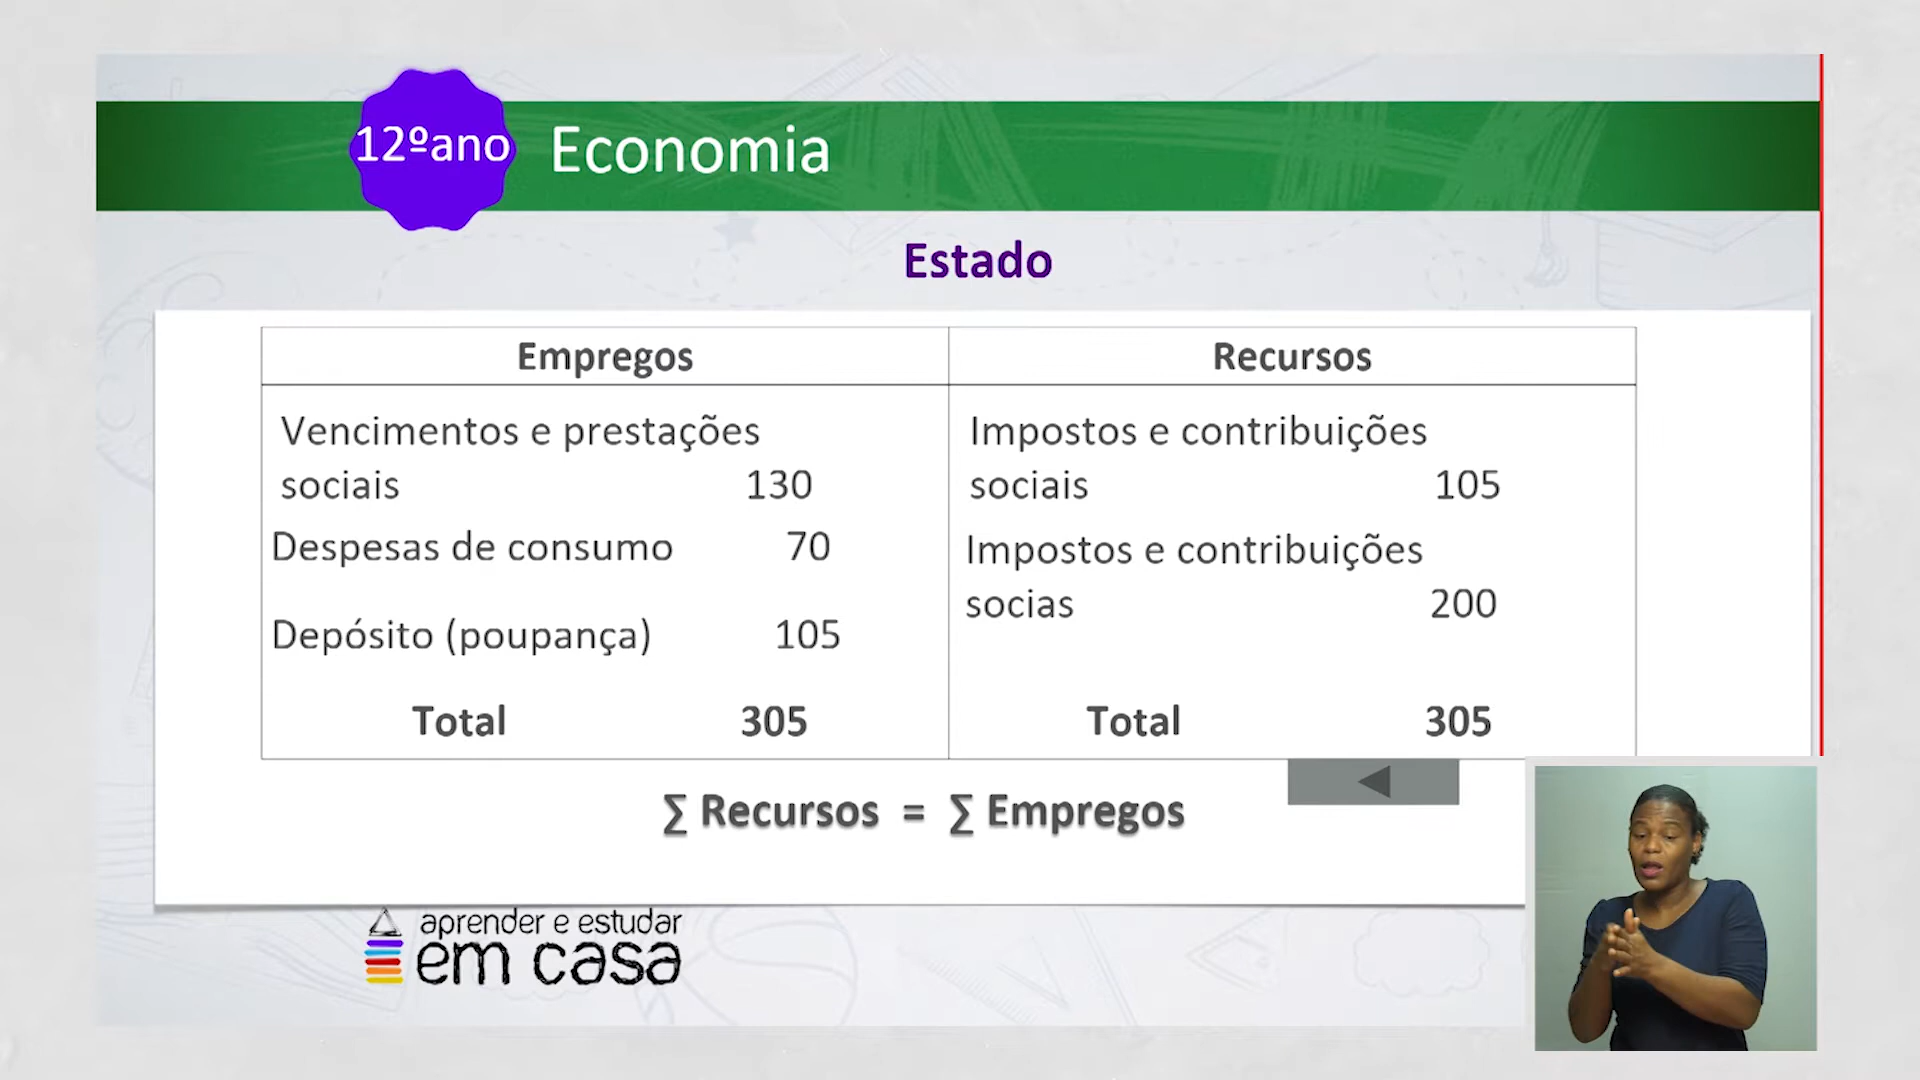 12ºano
Economia
Estado
Empregos
Recursos
Vencimentos e prestações
sociais 130
Despesas de consumo 70
Depósito (poupança) 105
Total 305
Impostos e contribuições
sociais 105
Impostos e contribuições
socias 200
Total 305
∑ Recursos = ∑ Empregos
aprender e estudar
em casa